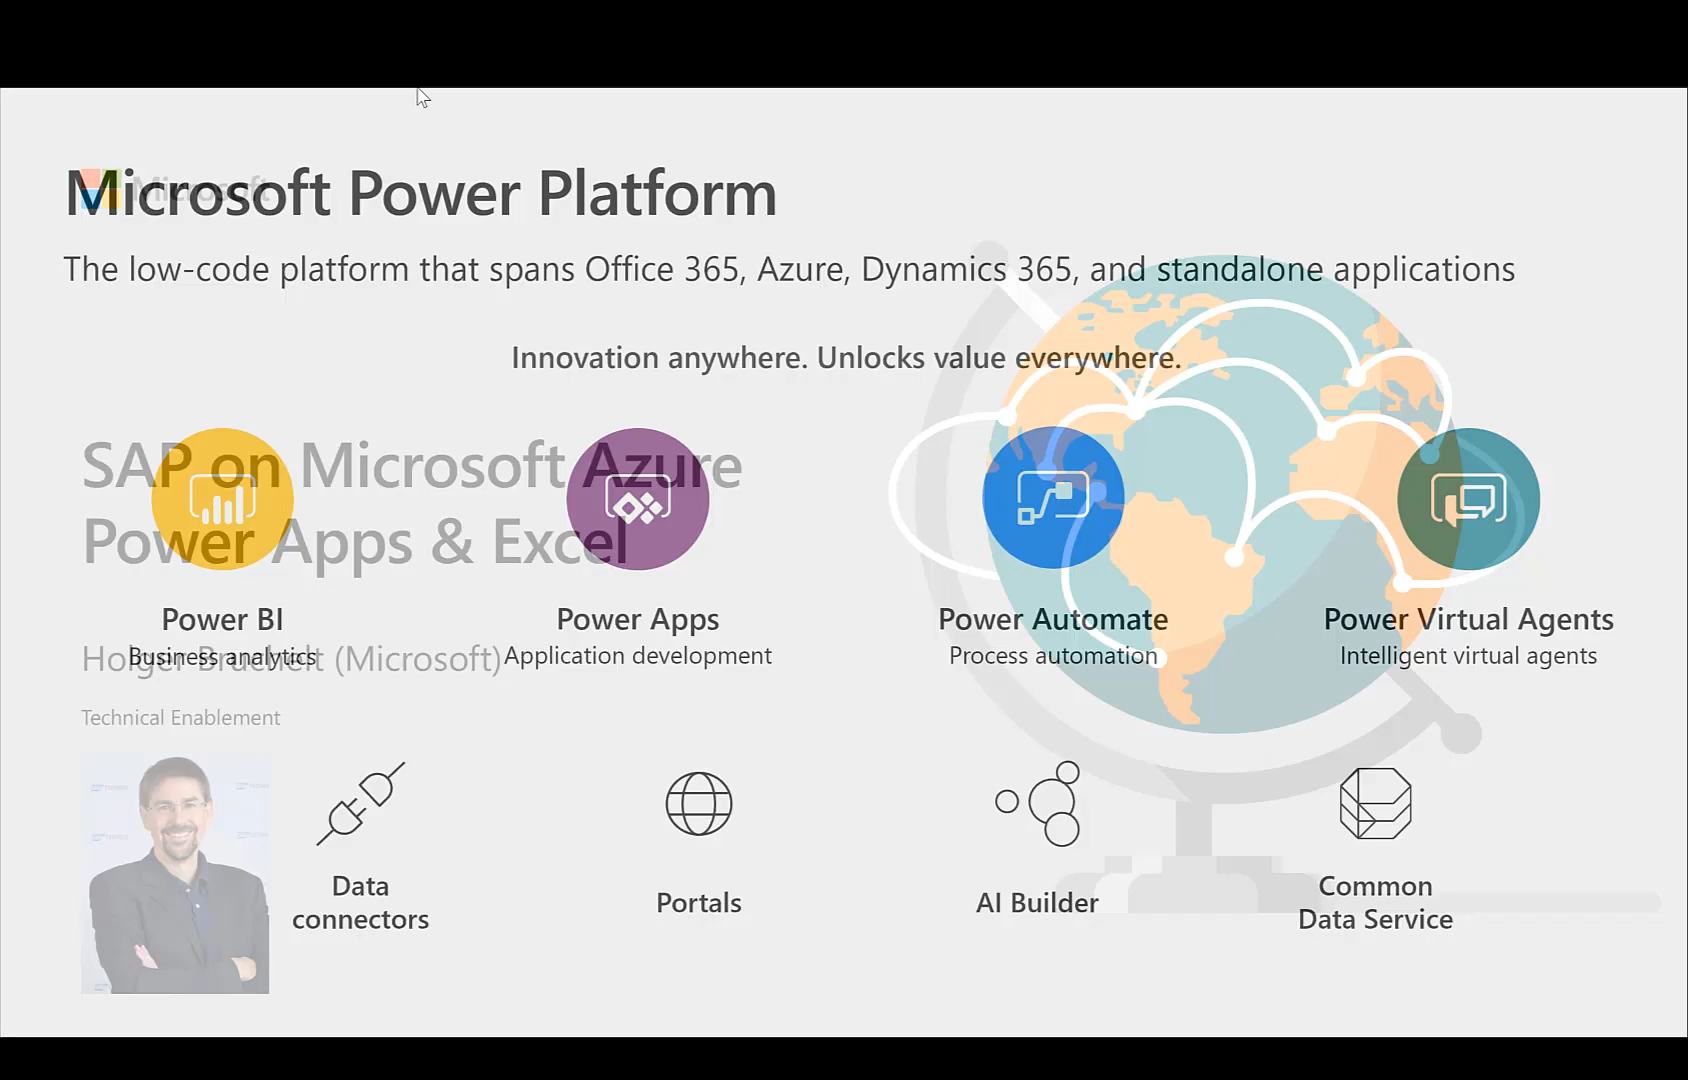 Microsoft Power Platform
Microsoft
The low-code platform that spans Office 365, Azure, Dynamics 365, and standalone applications
Innovation anywhere. Unlocks value everywhere.
SAP on Microsoft Azure
Power Apps & Excel
Power BI
Business analytics
Power Apps
Application development
Power Automate
Process automation
Power Virtual Agents
Intelligent virtual agents
Holger Bruchelt (Microsoft)
Technical Enablement
Data
connectors
Portals
AI Builder
Common
Data Service